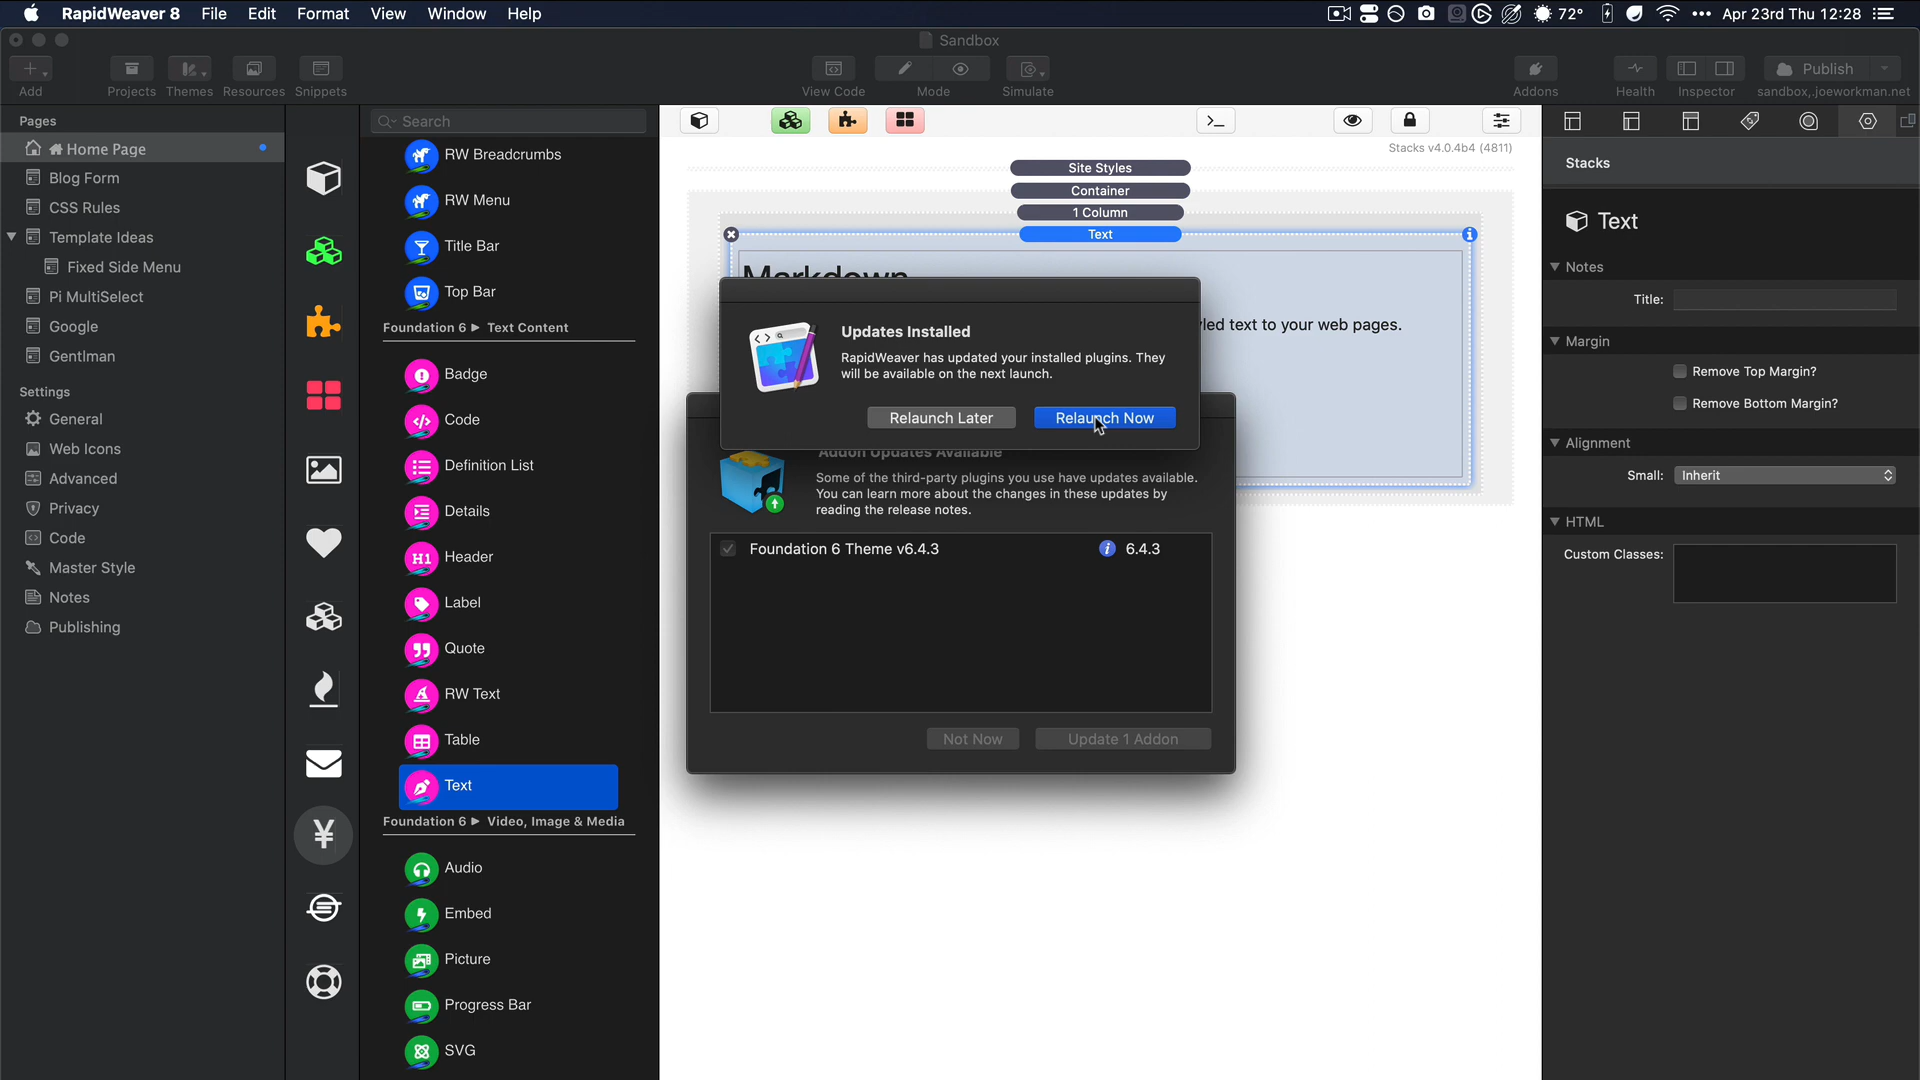 RapidWeaver 8 File Edit Format View Window Help
72° Apr 23rd Thu 12:28
Sandbox
Add Projects Themes Resources Snippets View Code Mode Simulate Addons Health Inspector
Publish
sandbox,.joeworkman.net
Pages
Home Page
Blog Form
CSS Rules
Template Ideas
Fixed Side Menu
Pi MultiSelect
Google
Gentlman
Settings
General
Web Icons
Advanced
Privacy
Code
Master Style
Notes
Publishing
Search
RW Breadcrumbs
RW Menu
Title Bar
Top Bar
Foundation 6 ▶ Text Content
Badge
Code
Definition List
Details
H1 Header
Label
Quote
RW Text
Table
Text
Foundation 6 ▶ Video, Image & Media
Audio
Embed
Picture
Progress Bar
SVG
Stacks v4.0.4b4 (4811)
Site Styles
Container
1 Column
Text
Markdown
led text to your web pages.
Updates Installed
RapidWeaver has updated your installed plugins. They
will be available on the next launch.
Relaunch Later Relaunch Now
Addon Updates Available
Some of the third-party plugins you use have updates available.
You can learn more about the changes in these updates by
reading the release notes.
Foundation 6 Theme v6.4.3 6.4.3
Not Now Update 1 Addon
Stacks
Text
Notes
Title:
Margin
Remove Top Margin?
Remove Bottom Margin?
Alignment
Small: Inherit
HTML
Custom Classes: